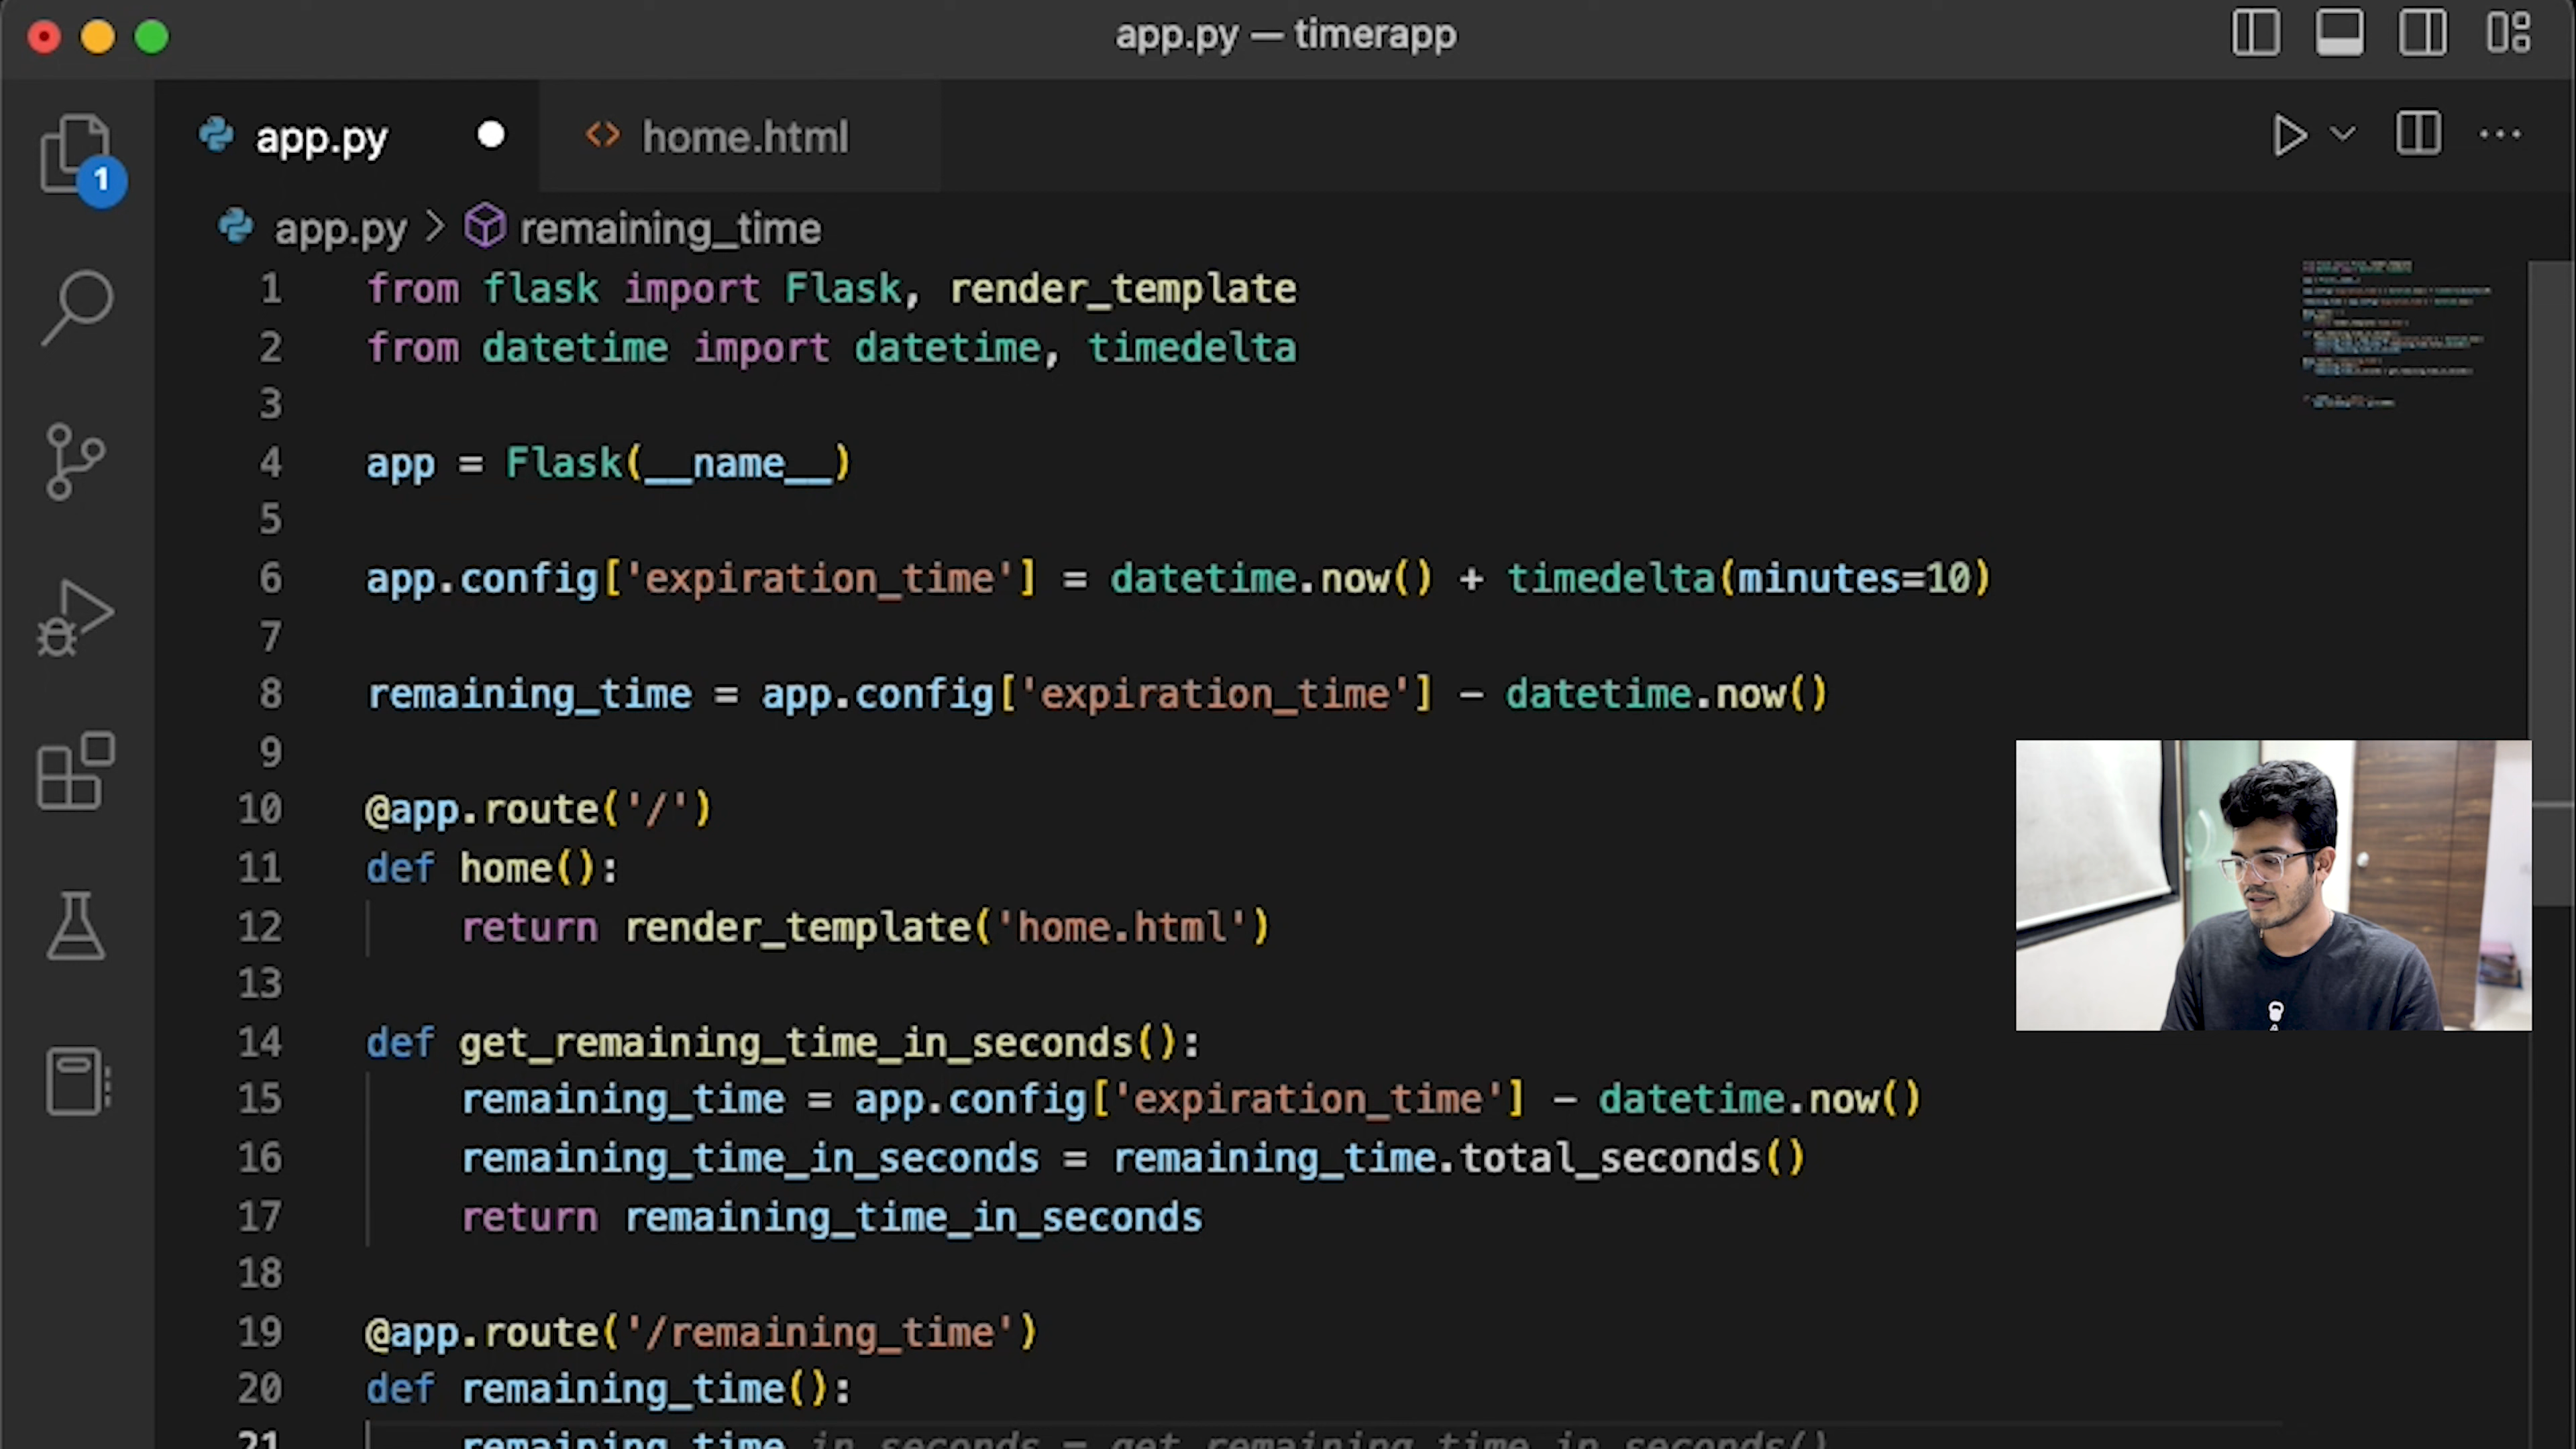 app.py — timerapp
app.py
home.html
1
app.py > remaining_time
1 from flask import Flask, render_template
2 from datetime import datetime, timedelta
3
4 app = Flask(__name__)
5
6 app.config['expiration_time'] = datetime.now() + timedelta(minutes=10)
7
8 remaining_time = app.config['expiration_time'] - datetime.now()
9
10 @app.route('/')
11 def home():
12 return render_template('home.html')
13
14 def get_remaining_time_in_seconds():
15 remaining_time = app.config['expiration_time'] - datetime.now()
16 remaining_time_in_seconds = remaining_time.total_seconds()
17 return remaining_time_in_seconds
18
19 @app.route('/remaining_time')
20 def remaining_time():
21 remaining_time_in_seconds = get_remaining_time_in_seconds()